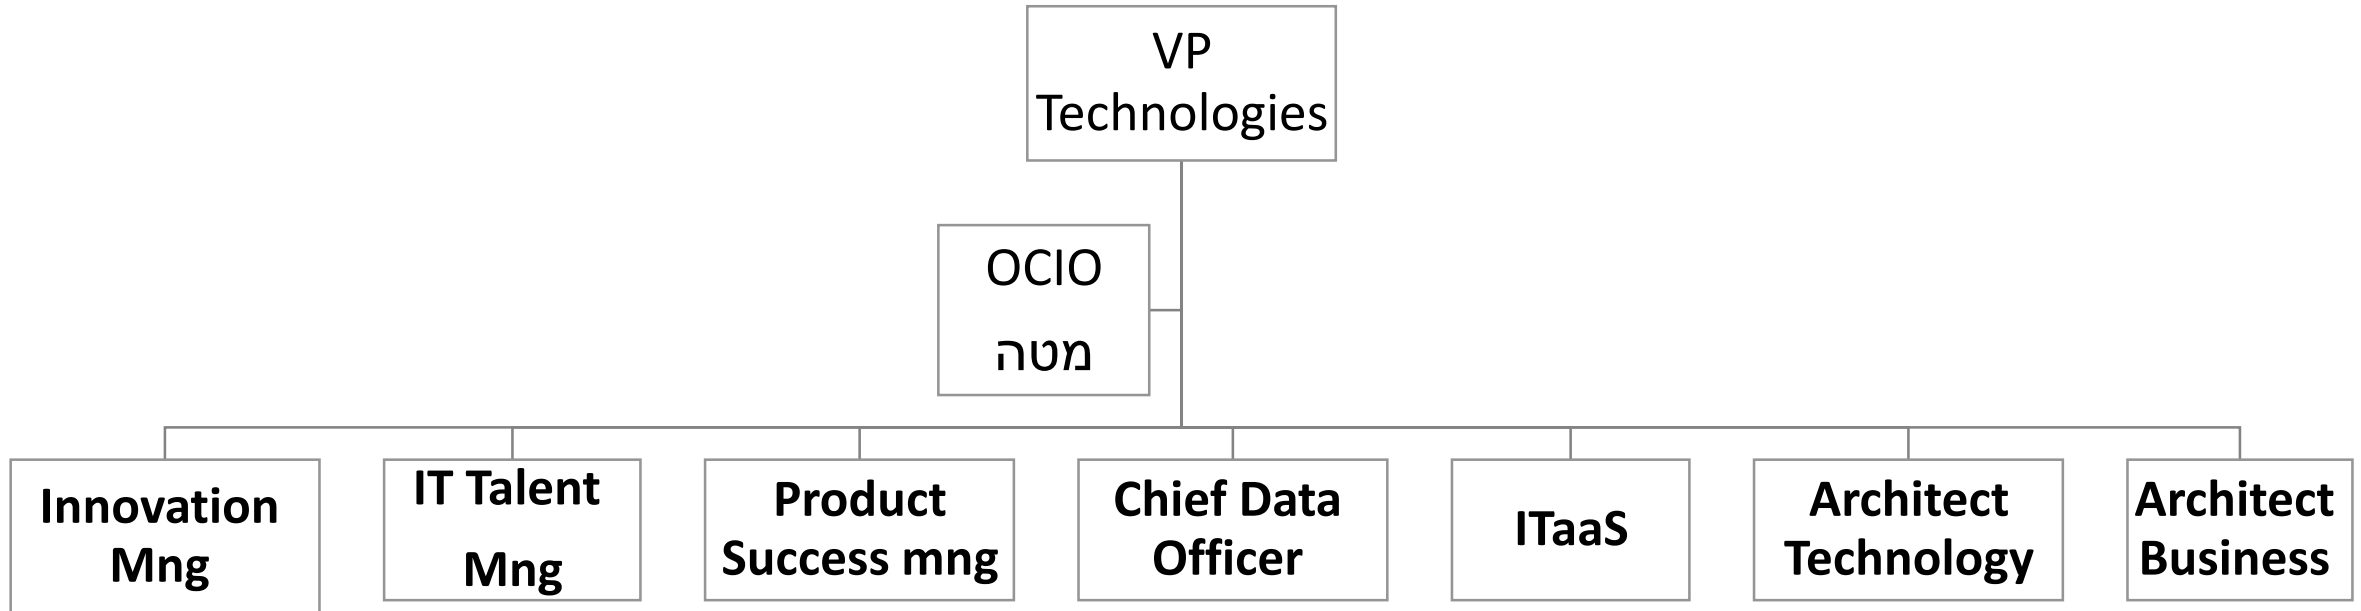 VP
Technologies
OCIO
מטה
Innovation
Mng
IT Talent
Mng
Product
Success mng
Chief Data
Officer
ITaaS
Architect
Technology
Architect
Business